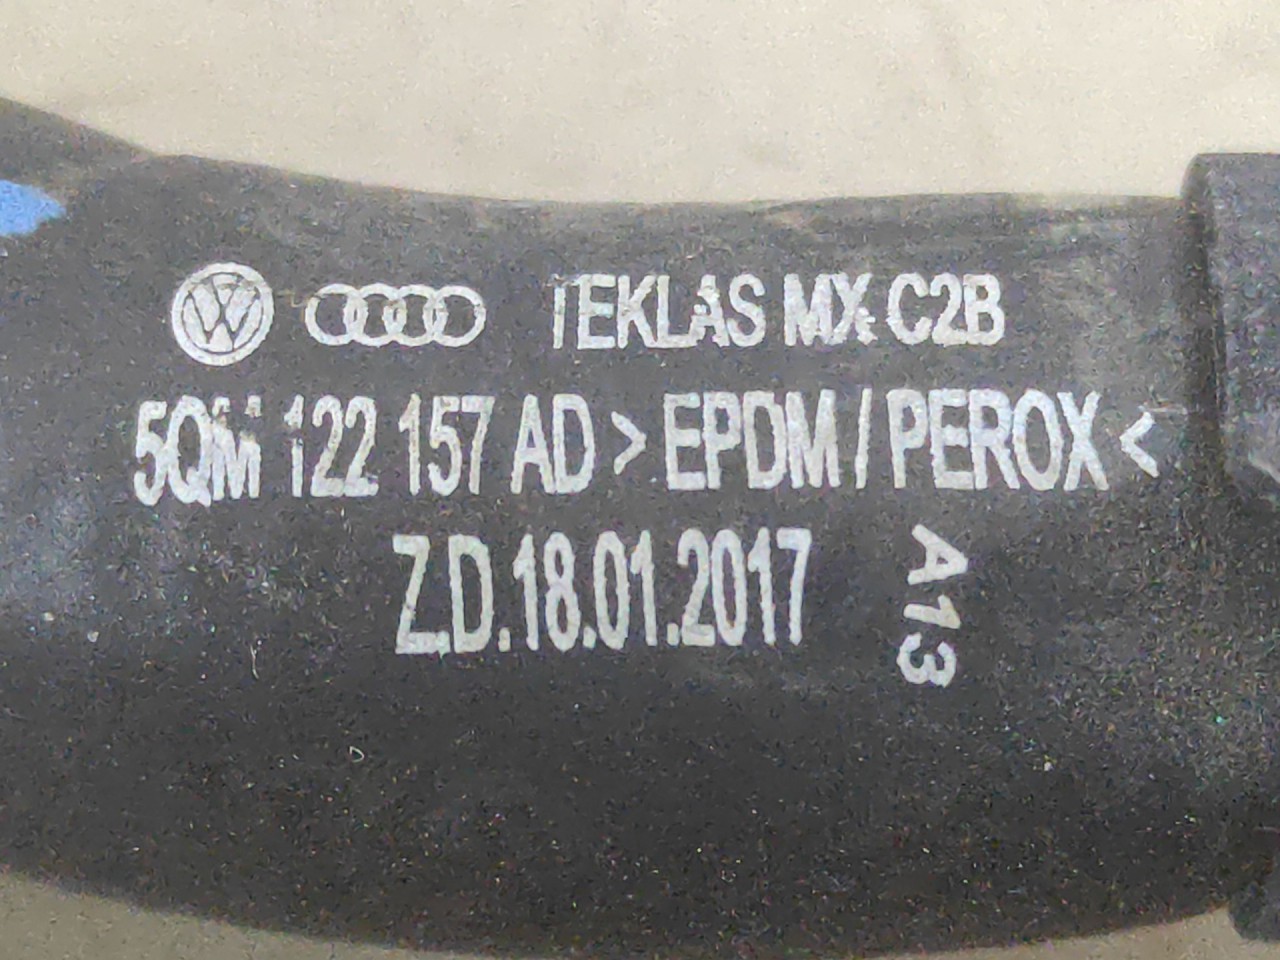 TEKLAS MX C2B
5QM 122 157 AD >EPDM/PEROX<
Z.D.18.01.2017
A13